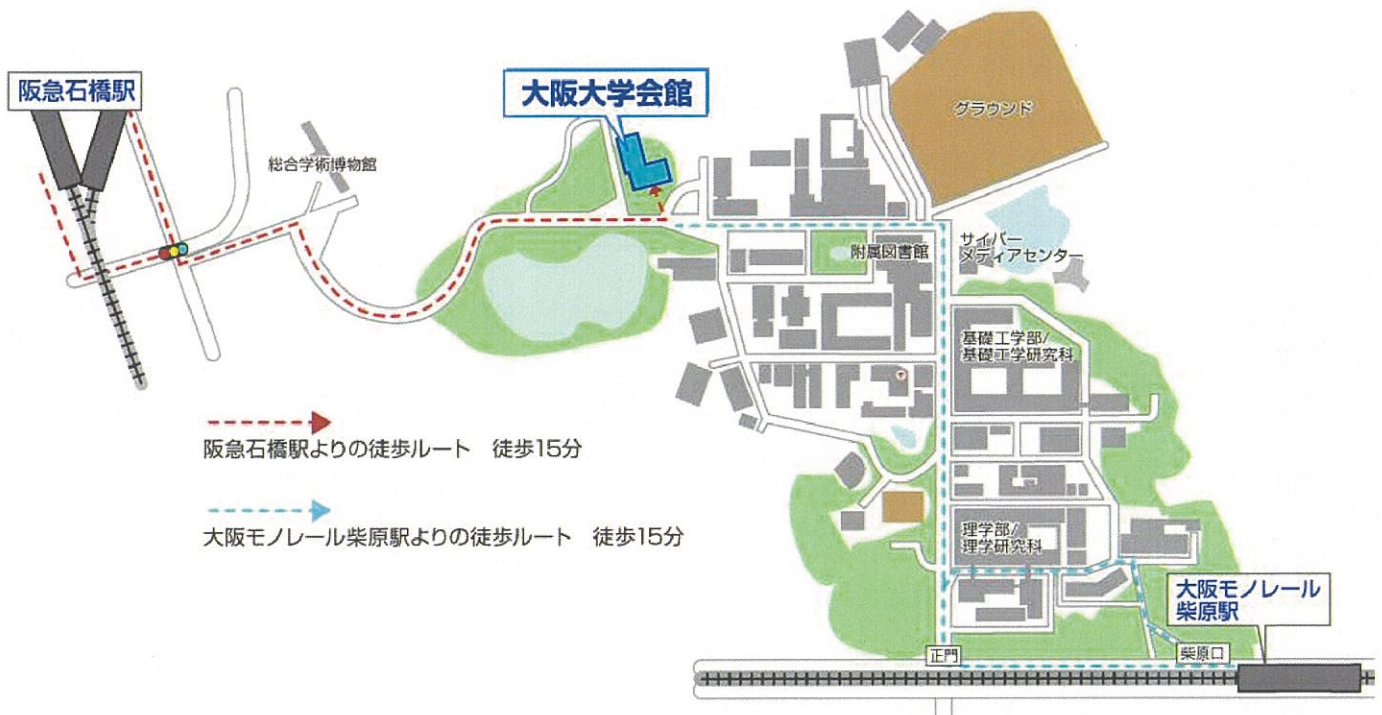 阪急石橋駅
大阪大学会館
グラウンド
総合学術博物館
附属図書館
サイバー
メディアセンター
基礎工学部/
基礎工学研究科
阪急石橋駅よりの徒歩ルート 徒歩15分
大阪モノレール柴原駅よりの徒歩ルート 徒歩15分
理学部/
理学研究科
大阪モノレール
柴原駅
正門
柴原口